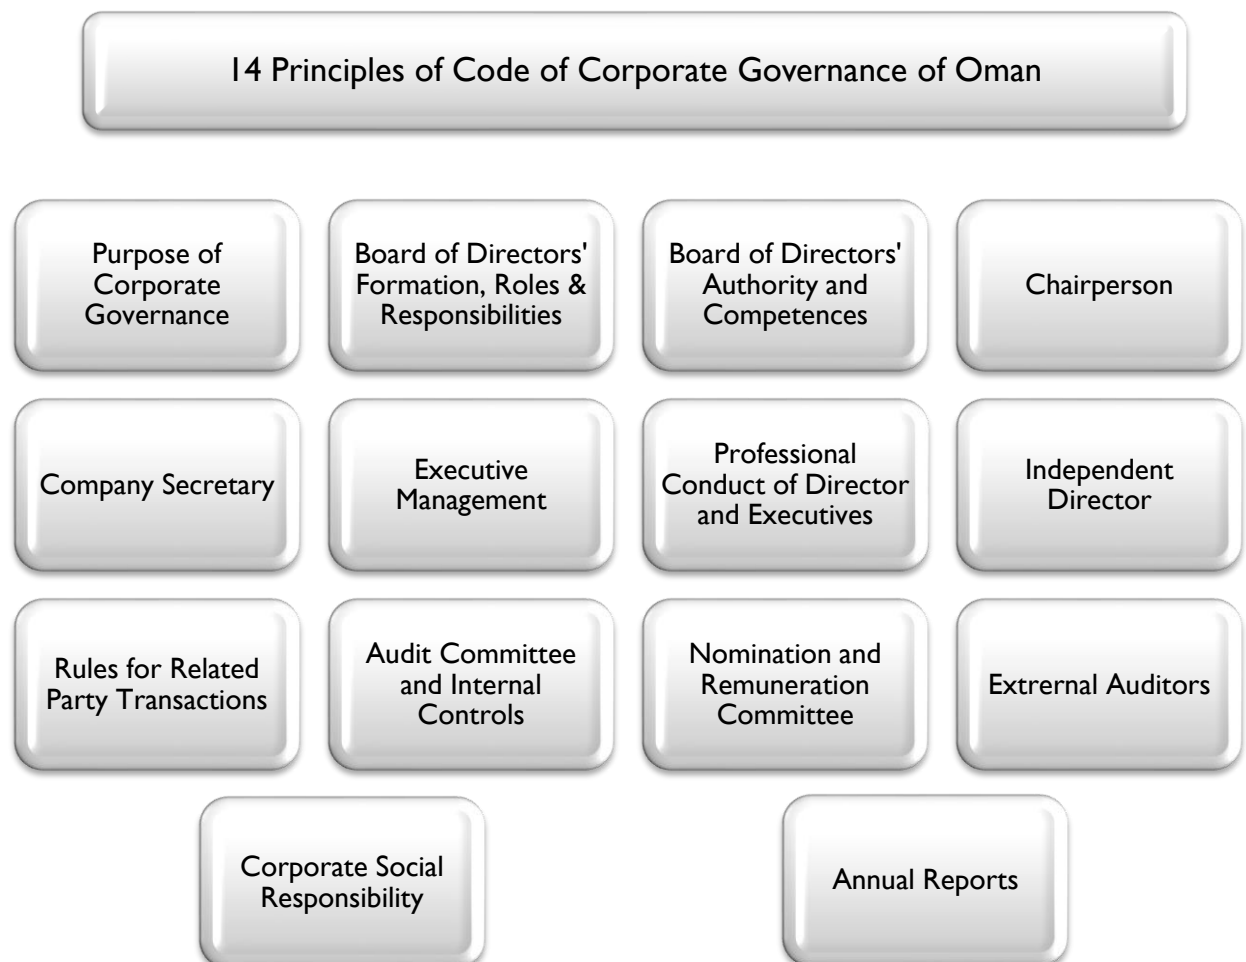 14 Principles of Code of Corporate Governance of Oman
Purpose of
Corporate
Governance
Board of Directors'
Formation, Roles &
Responsibilities
Board of Directors'
Authority and
Competences
Chairperson
Company Secretary
Executive
Management
Professional
Conduct of Director
and Executives
Independent
Director
Rules for Related
Party Transactions
Audit Committee
and Internal
Controls
Nomination and
Remuneration
Committee
Extrernal Auditors
Corporate Social
Responsibility
Annual Reports